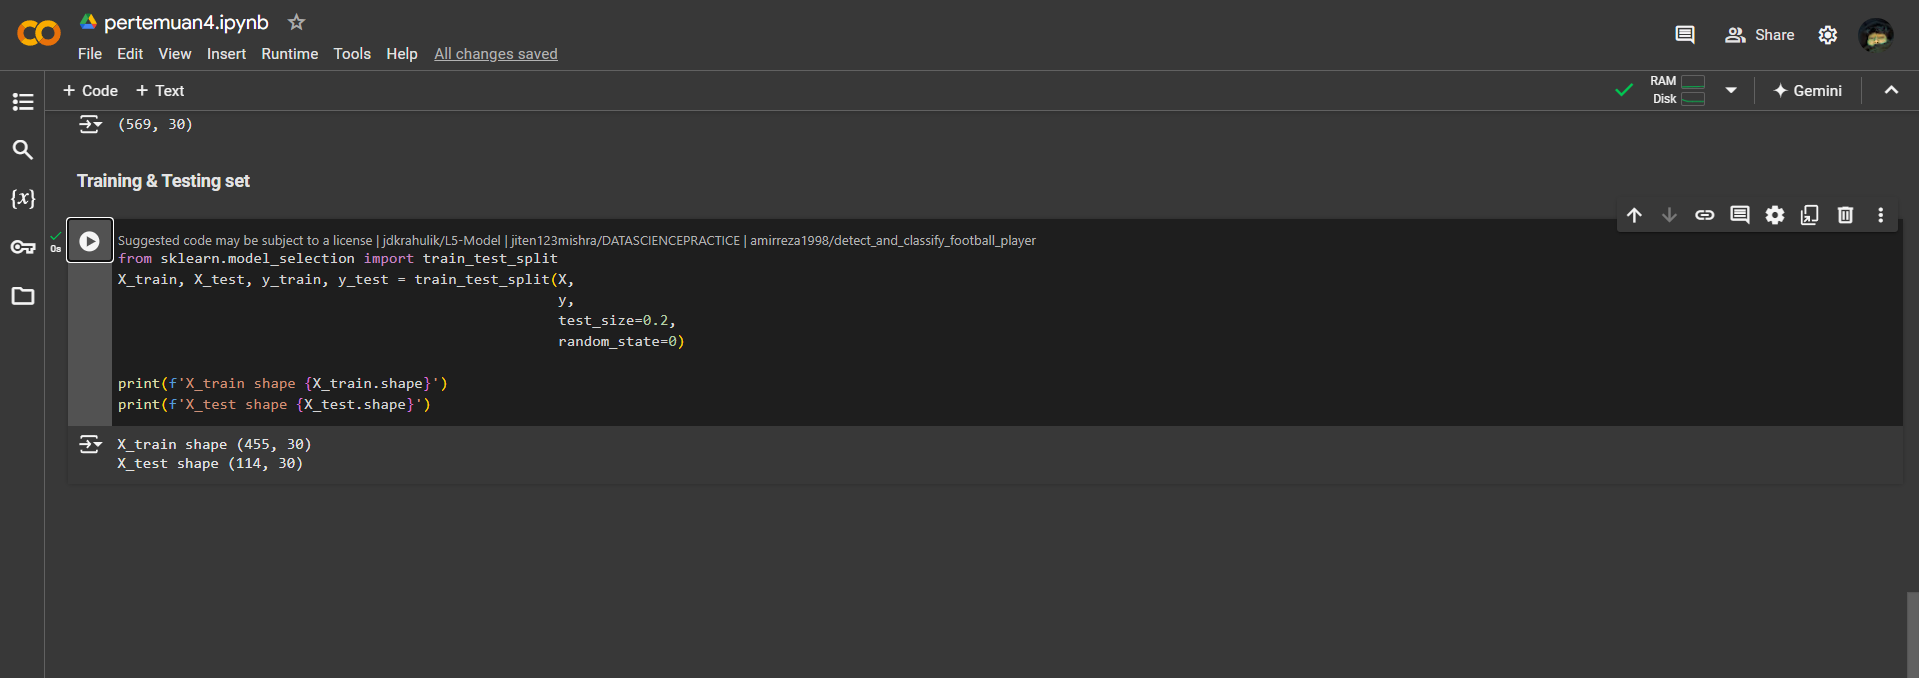 pertemuan4.ipynb
File Edit View Insert Runtime Tools Help All changes saved
Share
+ Code + Text
RAM
Disk
Gemini
(569, 30)
Training & Testing set
{x}
0s
Suggested code may be subject to a license | jdkrahulik/L5-Model | jiten123mishra/DATASCIENCEPRACTICE | amirreza1998/detect_and_classify_football_player
from sklearn.model_selection import train_test_split
X_train, X_test, y_train, y_test = train_test_split(X,
y,
test_size=0.2,
random_state=0)
print(f'X_train shape {X_train.shape}')
print(f'X_test shape {X_test.shape}')
X_train shape (455, 30)
X_test shape (114, 30)